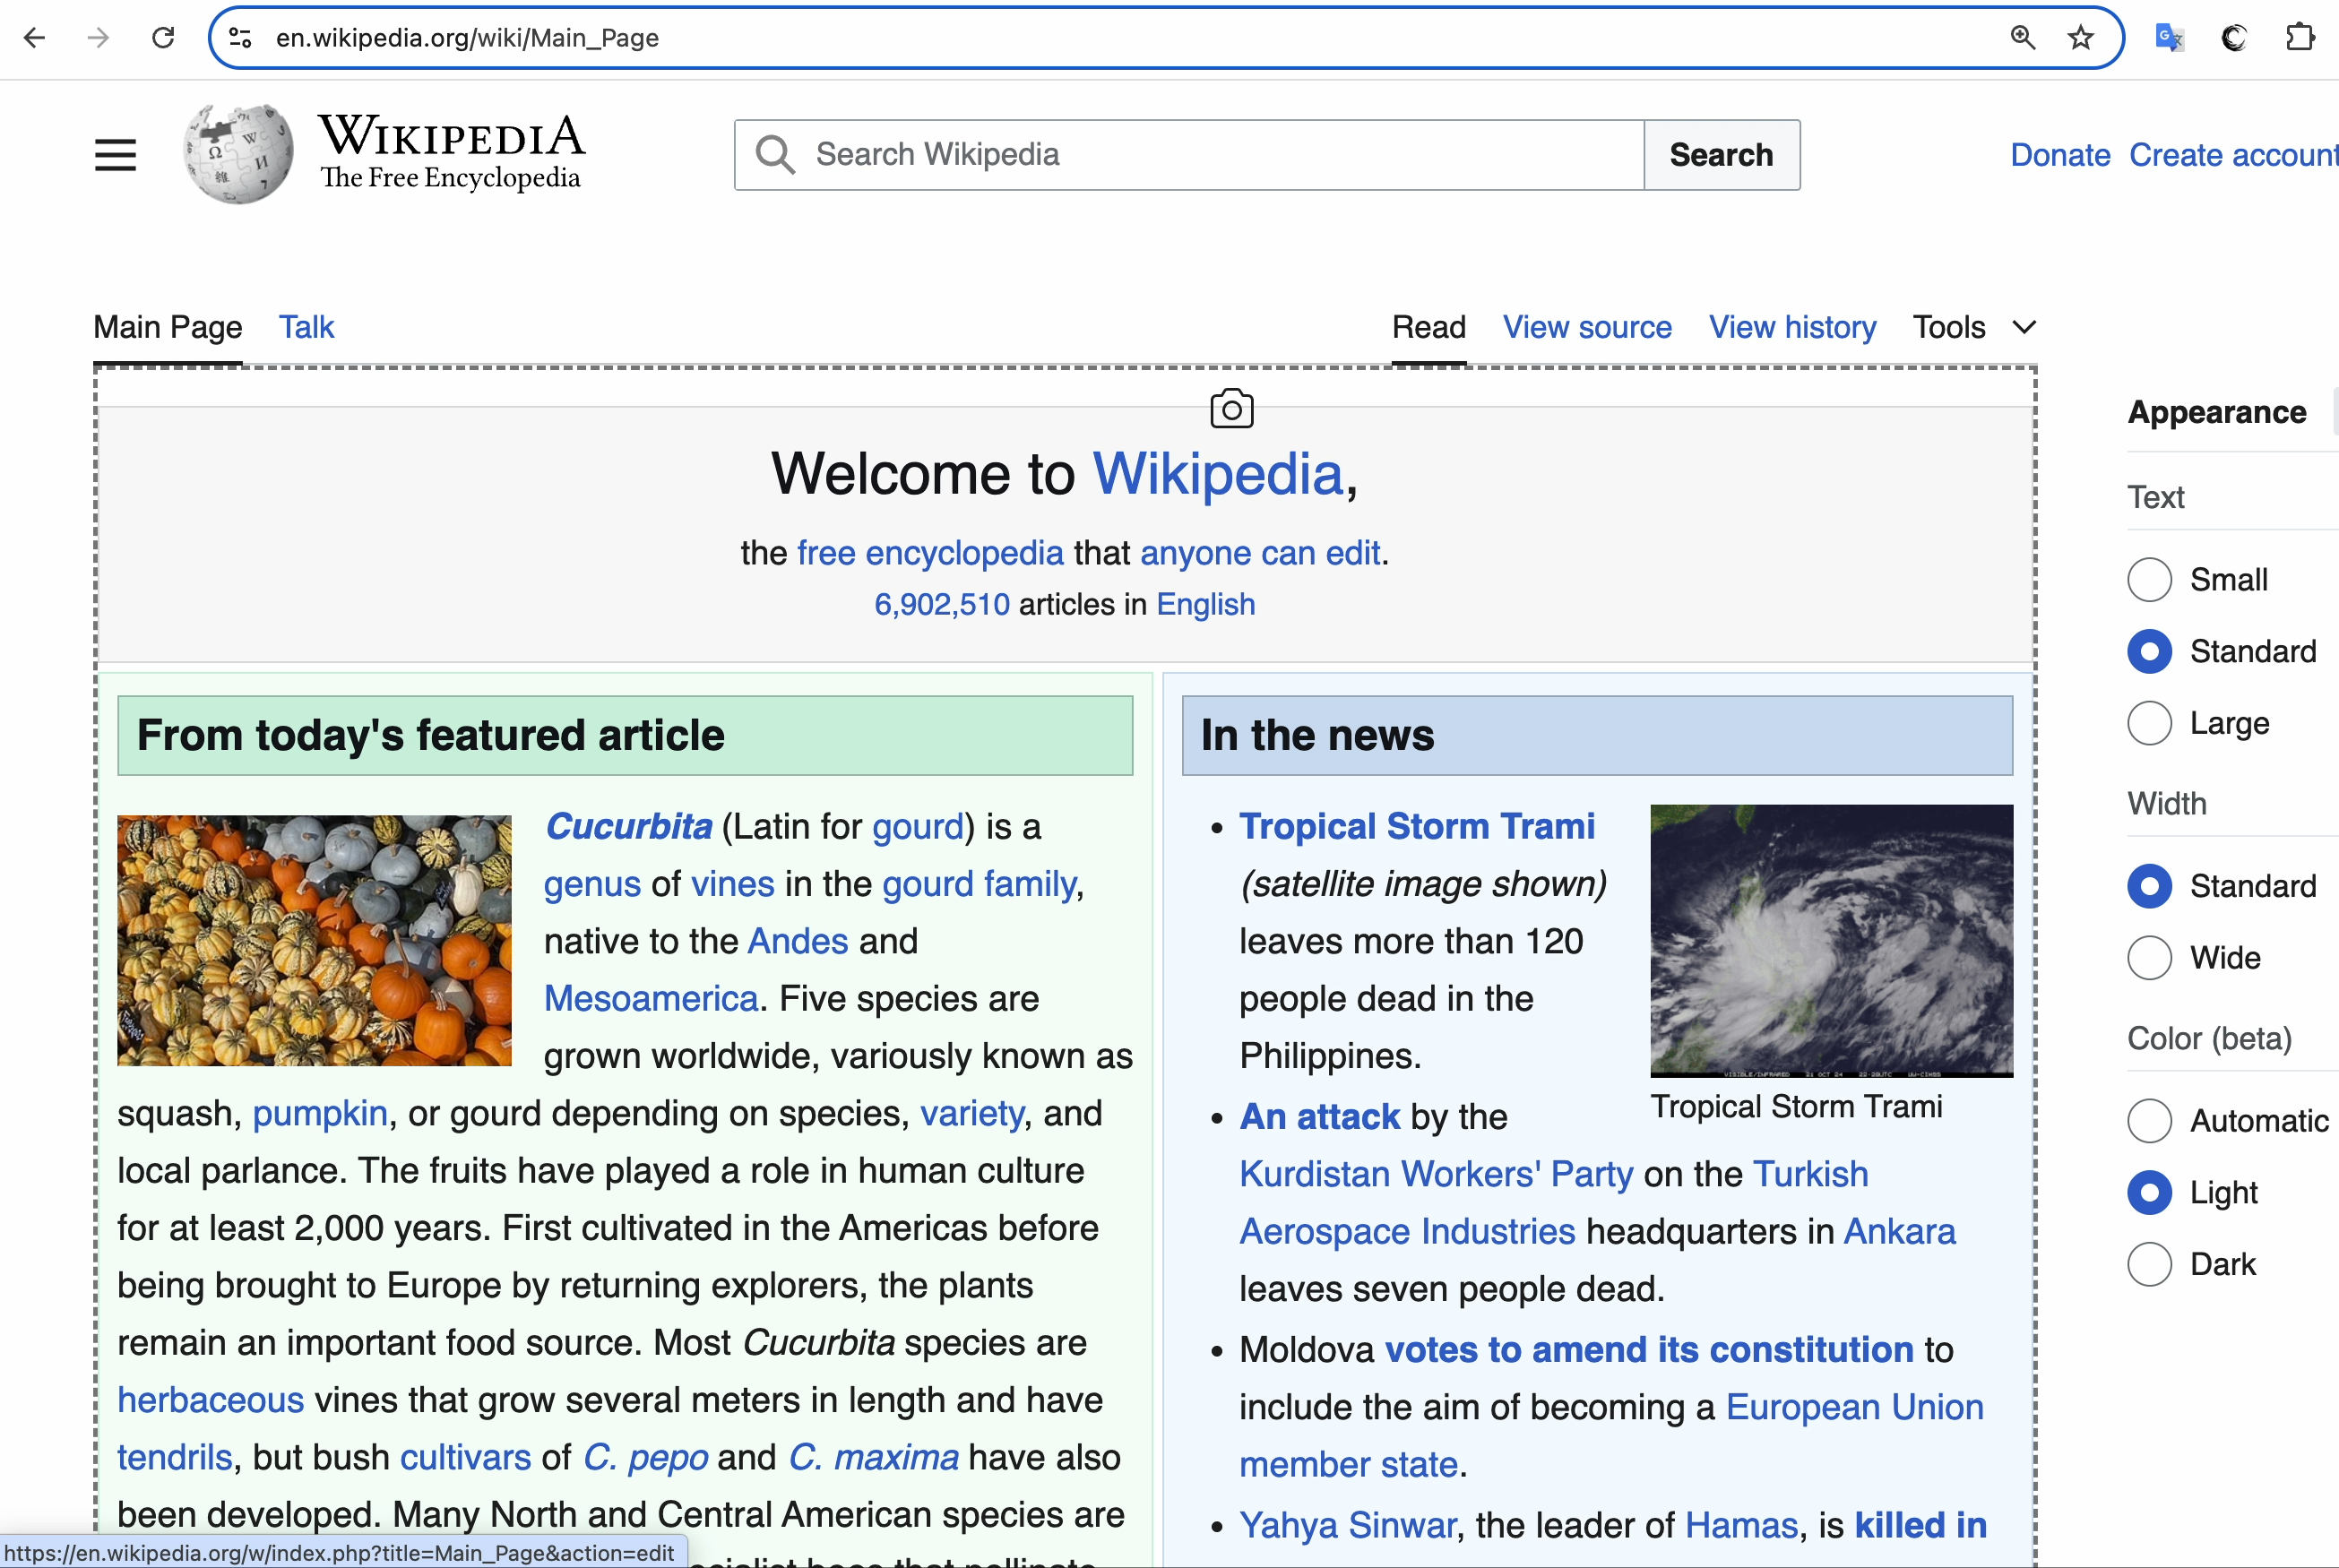 en.wikipedia.org/wiki/Main_Page
WIKIPEDIA
The Free Encyclopedia
Search Wikipedia
Search
Donate Create account
Main Page Talk
Read View source View history Tools
Welcome to Wikipedia,
the free encyclopedia that anyone can edit.
6,902,510 articles in English
From today's featured article
Cucurbita (Latin for gourd) is a
genus of vines in the gourd family,
native to the Andes and
Mesoamerica. Five species are
grown worldwide, variously known as
squash, pumpkin, or gourd depending on species, variety, and
local parlance. The fruits have played a role in human culture
for at least 2,000 years. First cultivated in the Americas before
being brought to Europe by returning explorers, the plants
remain an important food source. Most Cucurbita species are
herbaceous vines that grow several meters in length and have
tendrils, but bush cultivars of C. pepo and C. maxima have also
been developed. Many North and Central American species are
In the news
Tropical Storm Trami
(satellite image shown)
leaves more than 120
people dead in the
Philippines.
VISIBLE/INFRARED 21 OCT 24 22:20UTC UW-CIMSS
Tropical Storm Trami
An attack by the
Kurdistan Workers' Party on the Turkish
Aerospace Industries headquarters in Ankara
leaves seven people dead.
Moldova votes to amend its constitution to
include the aim of becoming a European Union
member state.
Yahya Sinwar, the leader of Hamas, is killed in
Appearance
Text
Small
Standard
Large
Width
Standard
Wide
Color (beta)
Automatic
Light
Dark
https://en.wikipedia.org/w/index.php?title=Main_Page&action=edit